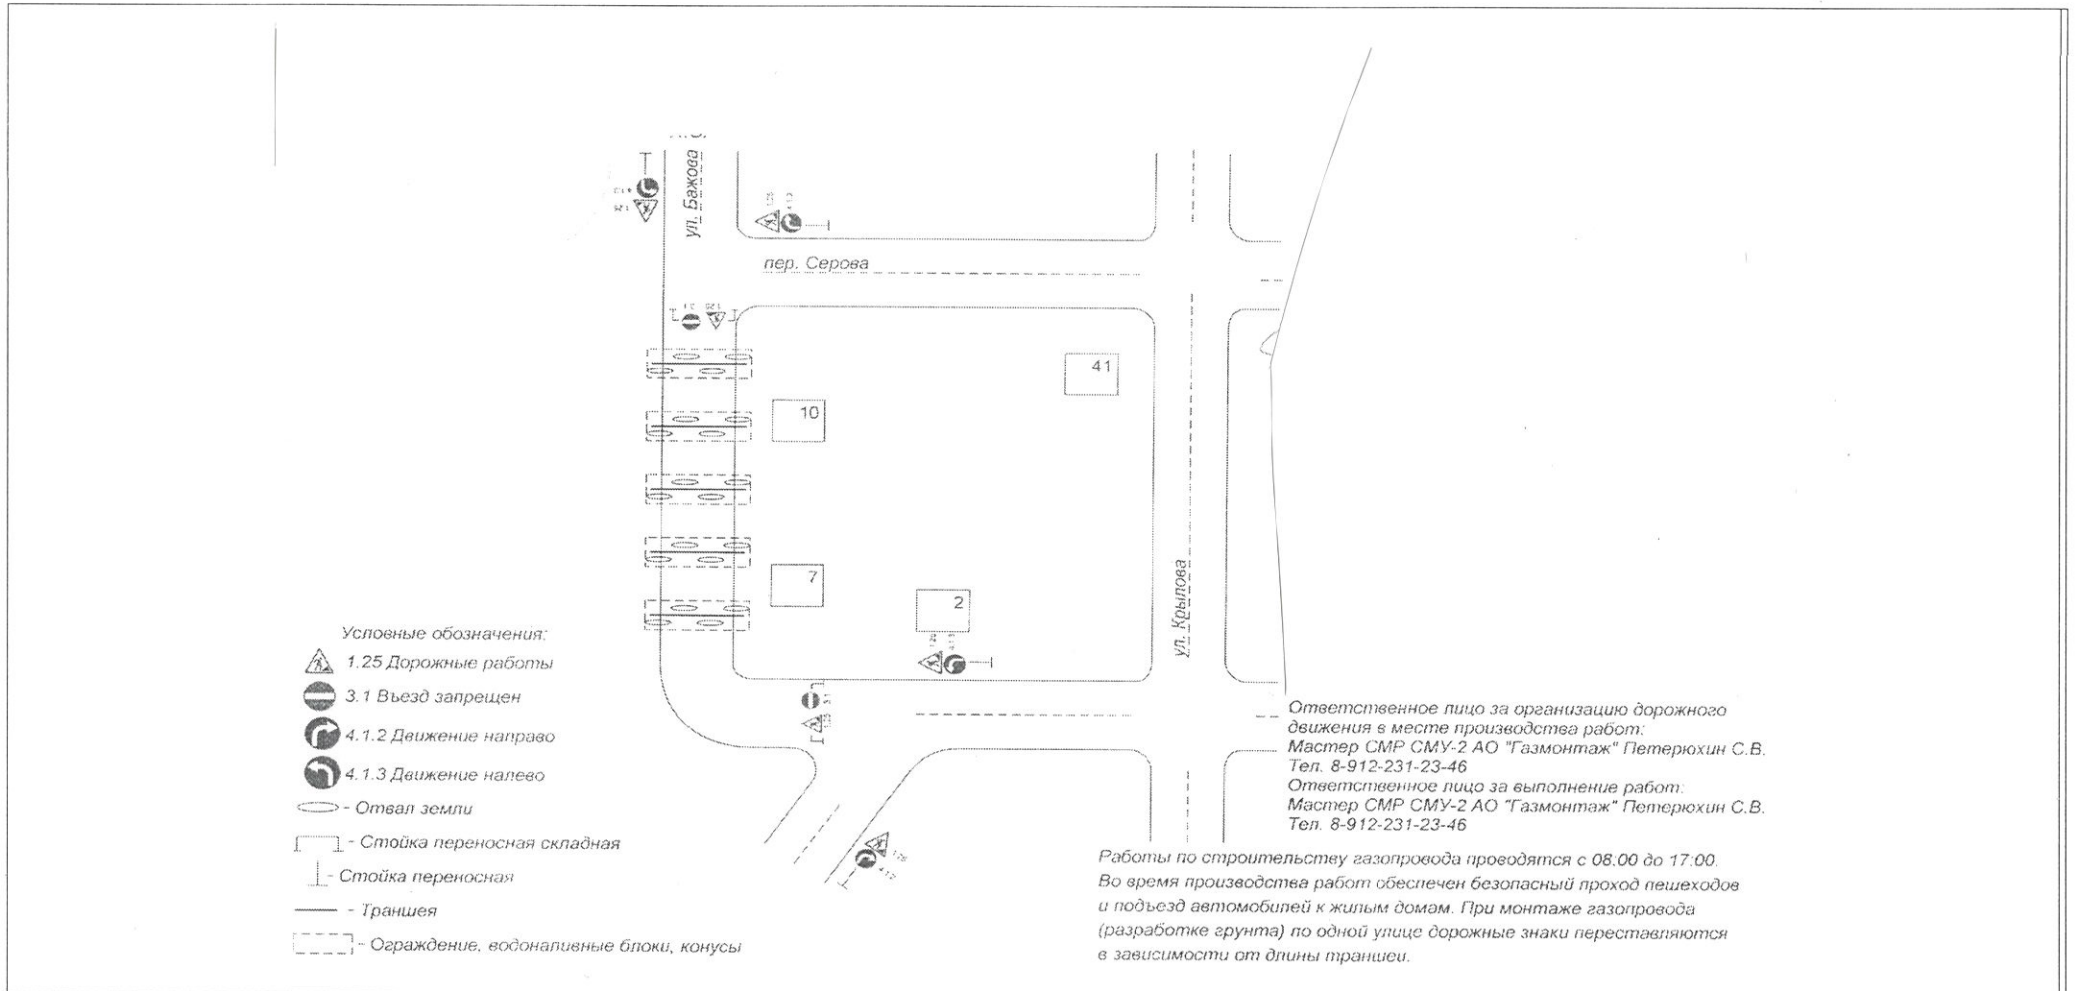 ул. Бажова
пер. Серова
41
10
7
2
ул. Крылова
3.1
Условные обозначения:
1.25 Дорожные работы
3.1 Въезд запрещен
4.1.2 Движение направо
4.1.3 Движение налево
- Отвал земли
- Стойка переносная складная
- Стойка переносная
- Траншея
- Ограждение, водоналивные блоки, конусы
Ответственное лицо за организацию дорожного
движения в месте производства работ:
Мастер СМР СМУ-2 АО "Газмонтаж" Петерюхин С.В.
Тел. 8-912-231-23-46
Ответственное лицо за выполнение работ:
Мастер СМР СМУ-2 АО "Газмонтаж" Петерюхин С.В.
Тел. 8-912-231-23-46
Работы по строительству газопровода проводятся с 08.00 до 17:00.
Во время производства работ обеспечен безопасный проход пешеходов
и подъезд автомобилей к жилым домам. При монтаже газопровода
(разработке грунта) по одной улице дорожные знаки переставляются
в зависимости от длины траншеи.